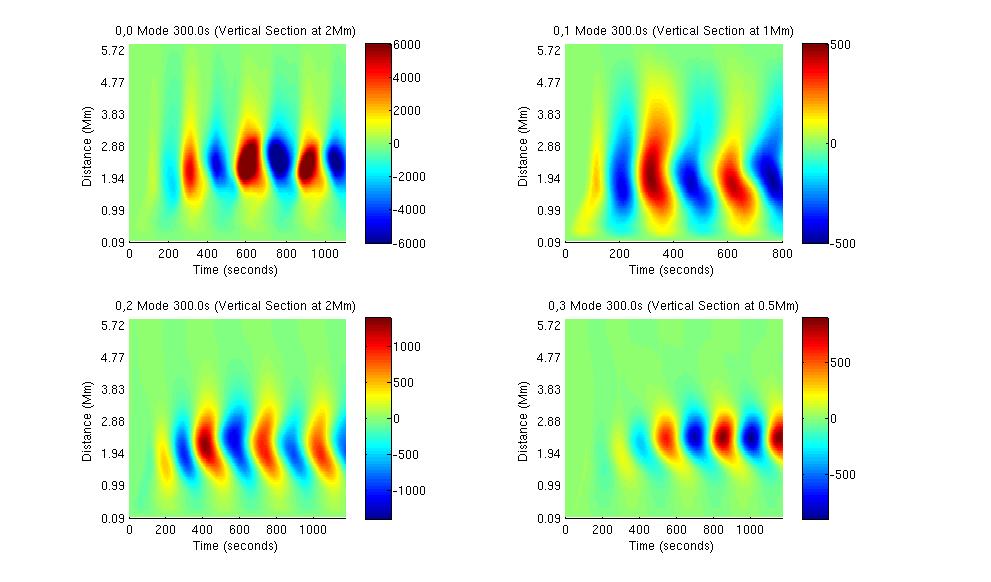 0,0 Mode 300.0s (Vertical Section at 2Mm)
5.72
4.77
3.83
2.88
1.94
0.99
0.09
Distance (Mm)
0 200 400 600 800 1000
Time (seconds)
6000
4000
2000
0
-2000
-4000
-6000
0,1 Mode 300.0s (Vertical Section at 1Mm)
5.72
4.77
3.83
2.88
1.94
0.99
0.09
Distance (Mm)
0 200 400 600 800
Time (seconds)
500
0
-500
0,2 Mode 300.0s (Vertical Section at 2Mm)
5.72
4.77
3.83
2.88
1.94
0.99
0.09
Distance (Mm)
0 200 400 600 800 1000
Time (seconds)
1000
500
0
-500
-1000
0,3 Mode 300.0s (Vertical Section at 0.5Mm)
5.72
4.77
3.83
2.88
1.94
0.99
0.09
Distance (Mm)
0 200 400 600 800 1000
Time (seconds)
500
0
-500